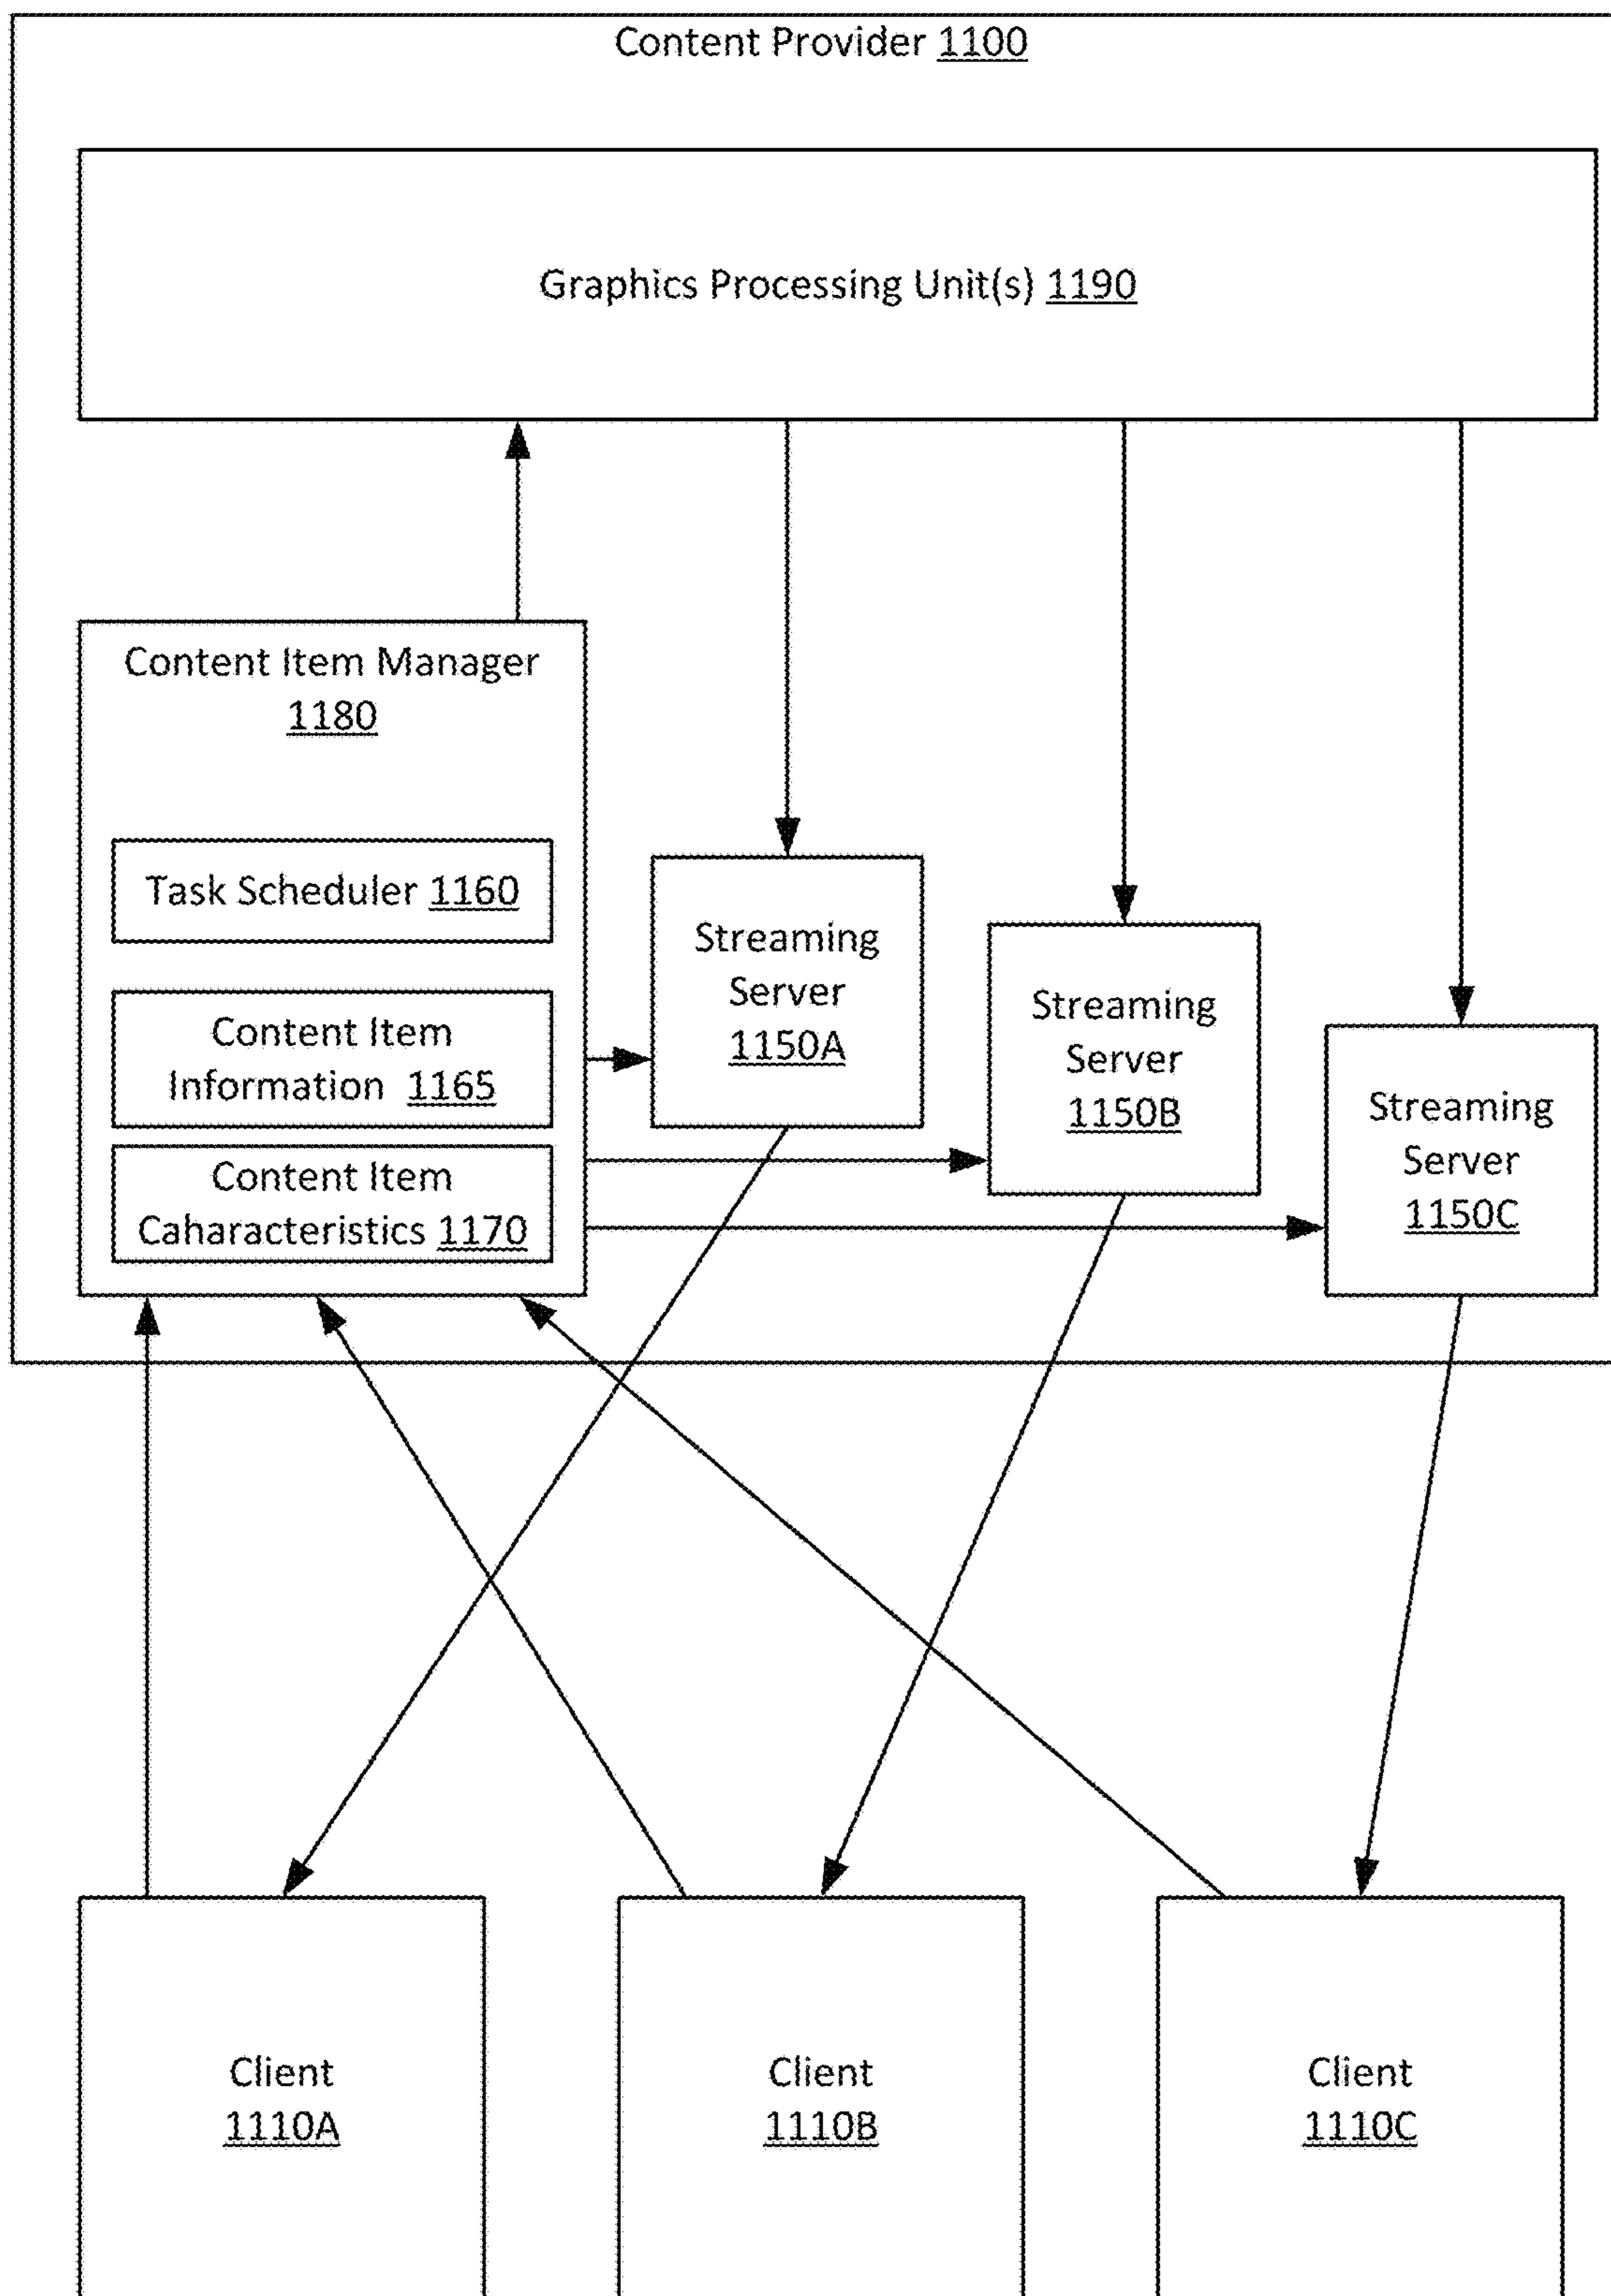 Content Provider 1100
Graphics Processing Unit(s) 1190
Content Item Manager
1180
Task Scheduler 1160
Content Item
Information 1165
Content Item
Caharacteristics 1170
Streaming
Server
1150A
Streaming
Server
1150B
Streaming
Server
1150C
Client
1110A
Client
1110B
Client
1110C